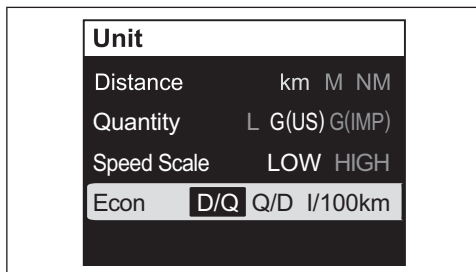 Unit
Distance km M NM
Quantity L G(US) G(IMP)
Speed Scale LOW HIGH
Econ D/Q Q/D l/100km